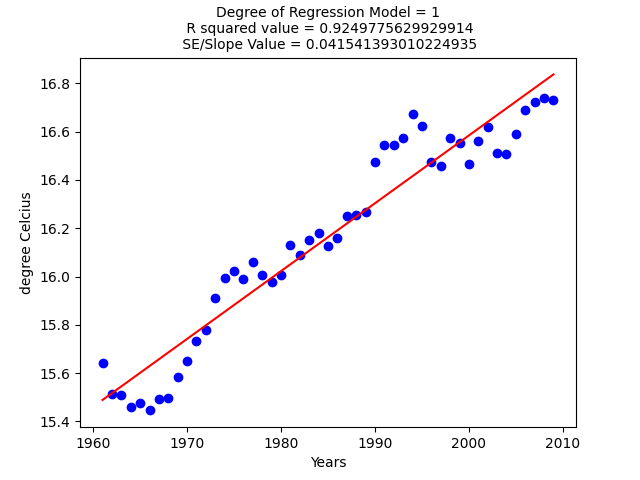 Degree of Regression Model = 1
R squared value = 0.9249775629929914
SE/Slope Value = 0.041541393010224935
degree Celcius
16.8
16.6
16.4
16.2
16.0
15.8
15.6
15.4
1960 1970 1980 1990 2000 2010
Years